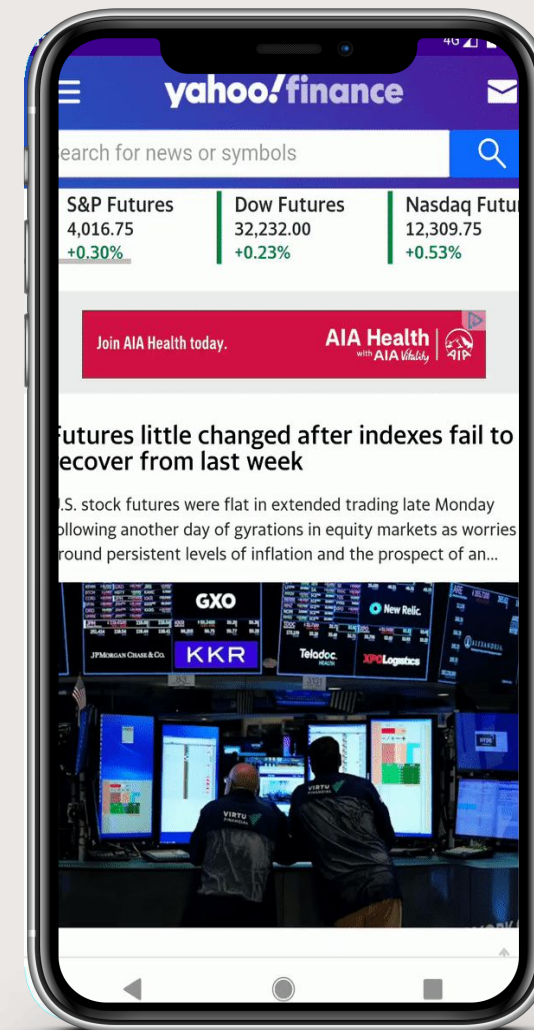 4G
yahoo!finance
earch for news or symbols
S&P Futures
Dow Futures
Nasdaq Futu
4,016.75
32,232.00
12,309.75
+0.30%
+0.23%
+0.53%
Join AIA Health today.
AIA Health
with AIA Vitality
AIA
utures little changed after indexes fail to
ecover from last week
.S. stock futures were flat in extended trading late Monday
ollowing another day of gyrations in equity markets as worries
round persistent levels of inflation and the prospect of an...
GXO
New Relic.
JPMORGAN CHASE & CO.
KKR
Teladoc.
HEALTH
XPOLogistics
ALEXANDRIA
NYSE
VIRTU
FINANCIAL
VIRTU
FINANCIAL